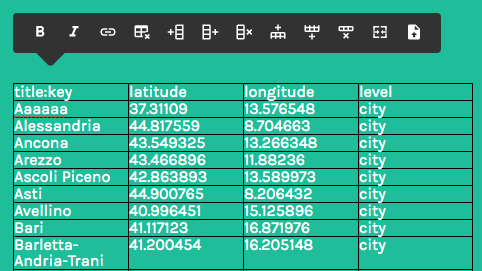 B I
title:key latitude longitude level
Aaaaaa 37.31109 13.576548 city
Alessandria 44.817559 8.704663 city
Ancona 43.549325 13.266348 city
Arezzo 43.466896 11.88236 city
Ascoli Piceno 42.863893 13.589973 city
Asti 44.900765 8.206432 city
Avellino 40.996451 15.125896 city
Bari 41.117123 16.871976 city
Barletta- 41.200454 16.205148 city
Andria-Trani